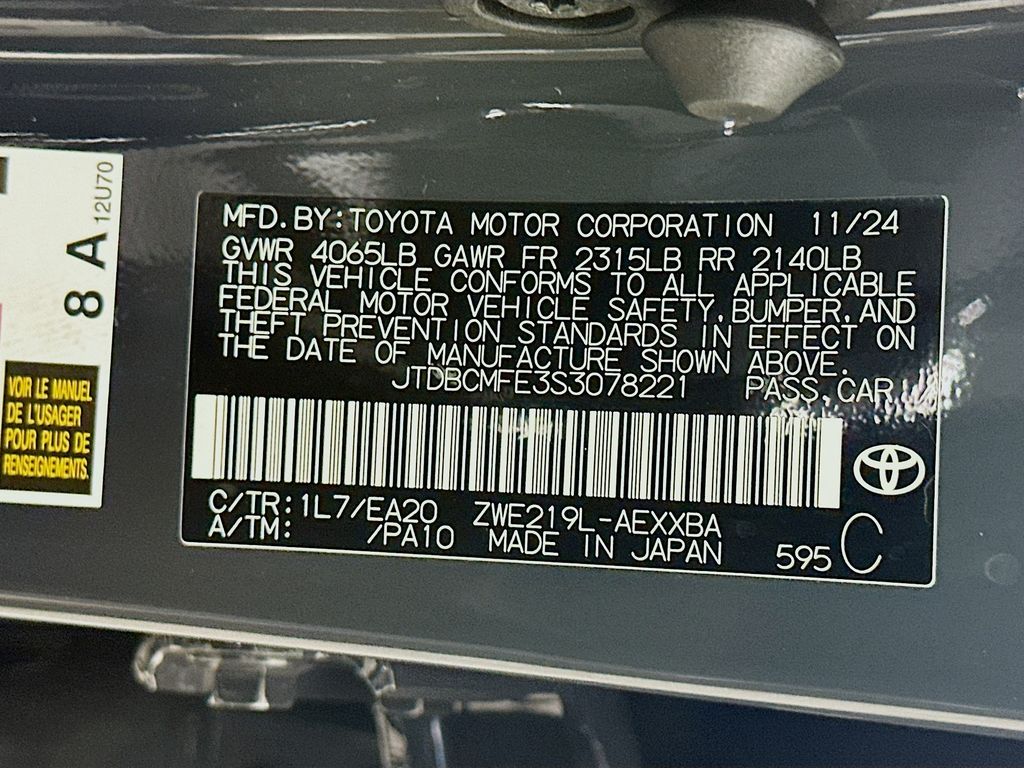 12U70
8 A
VOIR LE MANUEL
DE L'USAGER
POUR PLUS DE
RENSEIGNEMENTS.
MFD. BY: TOYOTA MOTOR CORPORATION 11/24
GVWR 4065LB GAWR FR 2315LB RR 2140LB
THIS VEHICLE CONFORMS TO ALL APPLICABLE
FEDERAL MOTOR VEHICLE SAFETY, BUMPER, AND
THEFT PREVENTION STANDARDS IN EFFECT ON
THE DATE OF MANUFACTURE SHOWN ABOVE.
JTDBCMFE3S3078221 PASS. CAR
C/TR: 1L7/EA20 ZWE219L-AEXXBA
A/TM: /PA10 MADE IN JAPAN 595 C